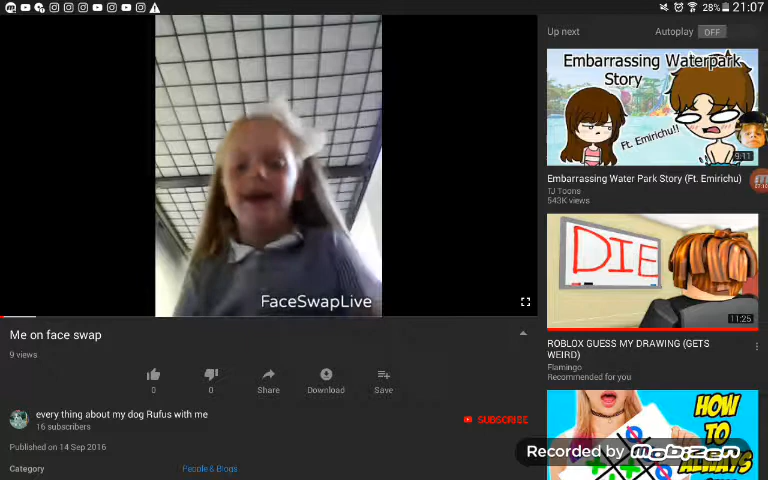 28% 21:07
Up next
Autoplay OFF
Embarrassing Waterpark
Story
Ft. Emirichu!!
9:11
Embarrassing Water Park Story (Ft. Emirichu)
TJ Toons
543K views
DIE
11:25
ROBLOX GUESS MY DRAWING (GETS
WEIRD)
Flamingo
Recommended for you
HOW
TO
ALWAYS
FaceSwapLive
Me on face swap
9 views
0
0
Share
Download
Save
every thing about my dog Rufus with me
16 subscribers
SUBSCRIBE
Published on 14 Sep 2016
Category
People & Blogs
Recorded by Mobizen